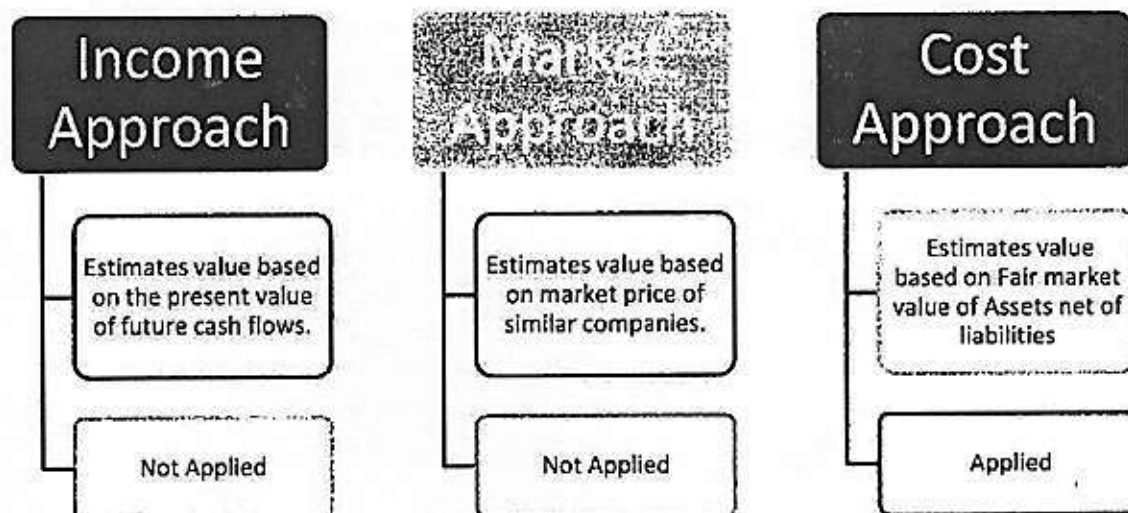 Income
Approach
Estimates value based
on the present value
of future cash flows.
Not Applied
Market
Approach
Estimates value based
on market price of
similar companies.
Not Applied
Cost
Approach
Estimates value
based on Fair market
value of Assets net of
liabilities
Applied